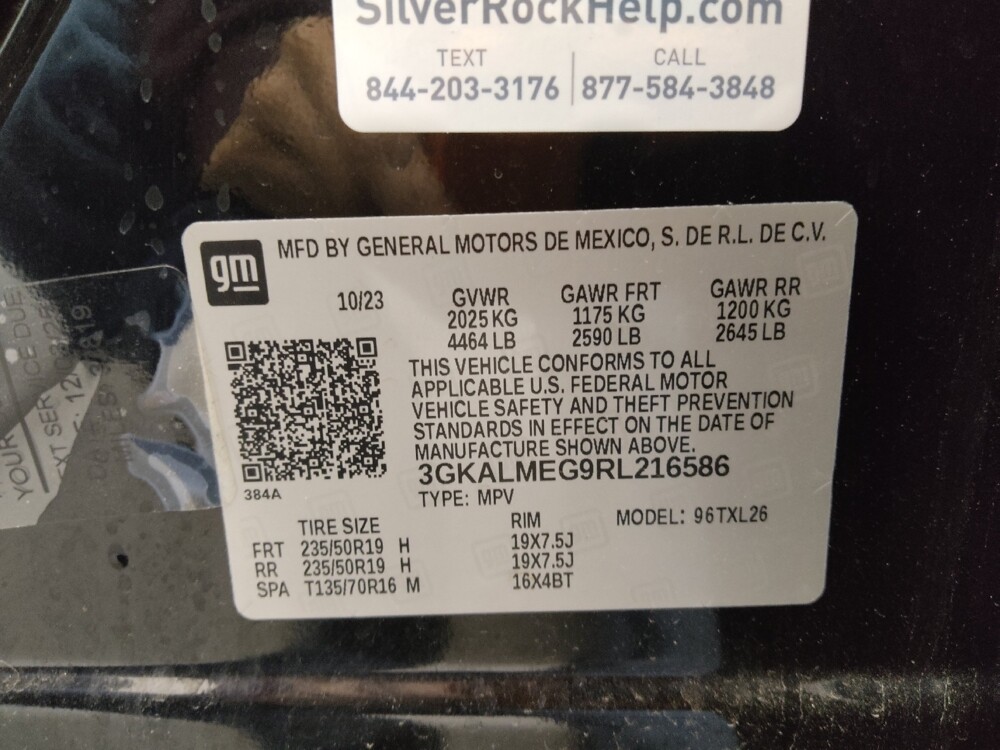 SilverRockHelp.com
TEXT CALL
844-203-3176 877-584-3848
gm MFD BY GENERAL MOTORS DE MEXICO, S. DE R.L. DE C.V.
10/23 GVWR GAWR FRT GAWR RR
2025 KG 1175 KG 1200 KG
4464 LB 2590 LB 2645 LB
THIS VEHICLE CONFORMS TO ALL
APPLICABLE U.S. FEDERAL MOTOR
VEHICLE SAFETY AND THEFT PREVENTION
STANDARDS IN EFFECT ON THE DATE OF
MANUFACTURE SHOWN ABOVE.
3GKALMEG9RL216586
384A
TYPE: MPV
TIRE SIZE RIM MODEL: 96TXL26
FRT 235/50R19 H 19X7.5J
RR 235/50R19 H 19X7.5J
SPA T135/70R16 M 16X4BT
YOUR